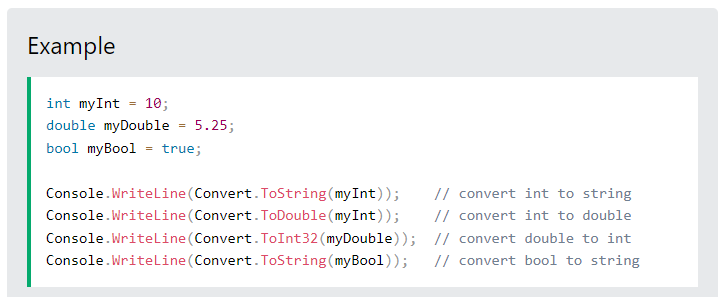 Example
int myInt = 10;
double myDouble = 5.25;
bool myBool = true;
Console.WriteLine(Convert.ToString(myInt));    // convert int to string
Console.WriteLine(Convert.ToDouble(myInt));    // convert int to double
Console.WriteLine(Convert.ToInt32(myDouble));  // convert double to int
Console.WriteLine(Convert.ToString(myBool));   // convert bool to string